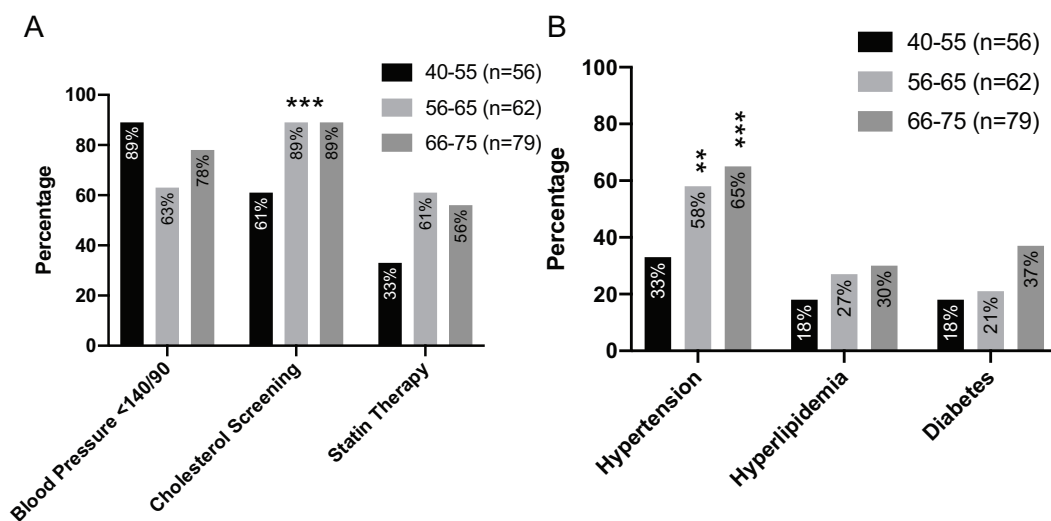 A
40-55 (n=56)
56-65 (n=62)
66-75 (n=79)
Percentage
100
80
60
40
20
0
89%
63%
78%
***
61%
89%
89%
33%
61%
56%
Blood Pressure <140/90
Cholesterol Screening
Statin Therapy
B
40-55 (n=56)
56-65 (n=62)
66-75 (n=79)
Percentage
100
80
60
40
20
0
33%
**
58%
***
65%
18%
27%
30%
18%
21%
37%
Hypertension
Hyperlipidemia
Diabetes